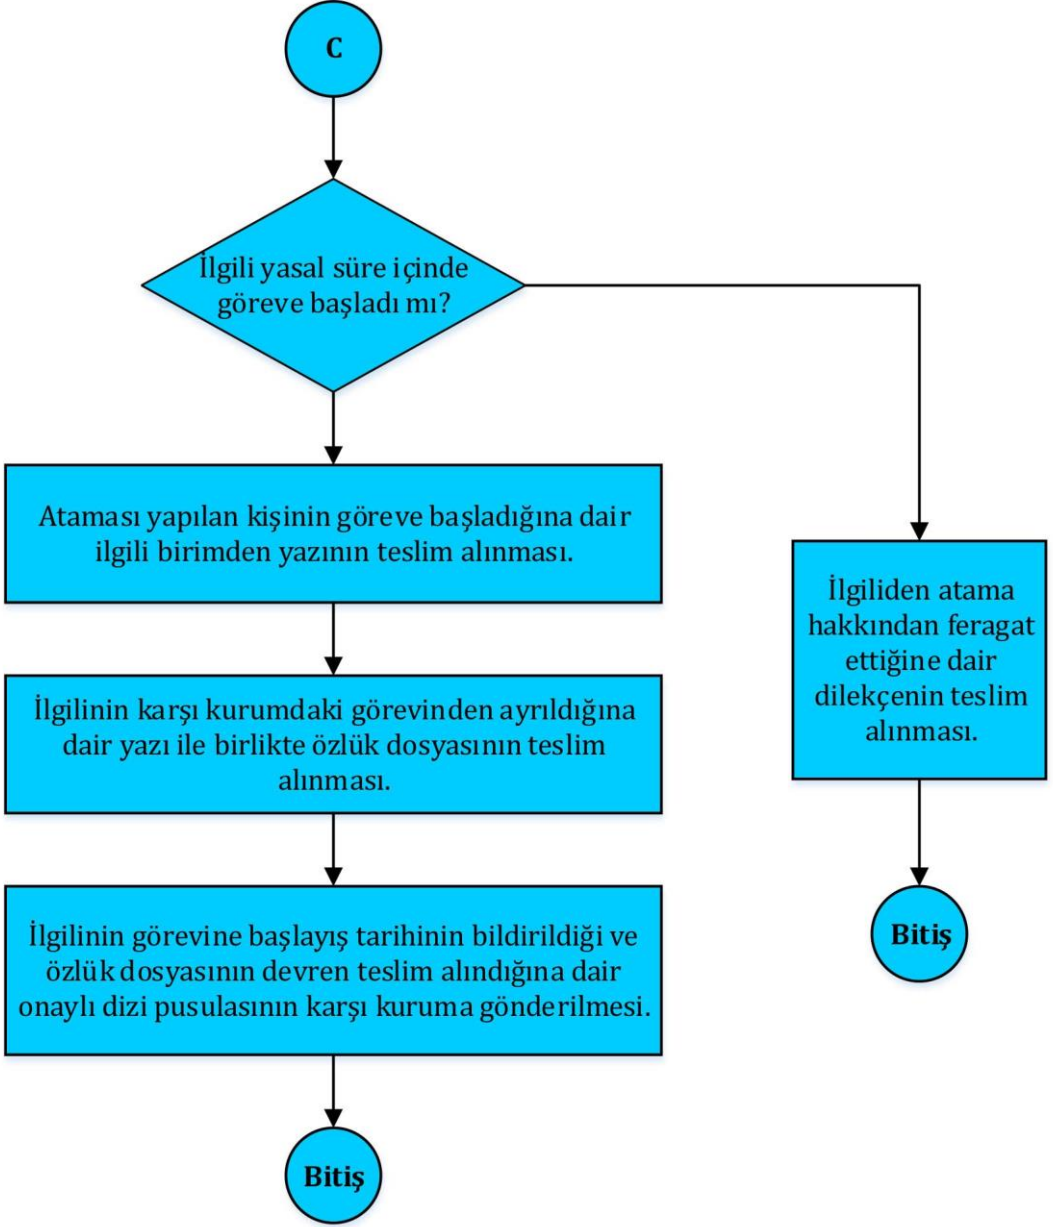 C
İlgili yasal süre içinde
göreve başladı mı?
Ataması yapılan kişinin göreve başladığına dair
ilgili birimden yazının teslim alınması.
İlgilinin karşı kurumdaki görevinden ayrıldığına
dair yazı ile birlikte özlük dosyasının teslim
alınması.
İlgilinin görevine başlayış tarihinin bildirildiği ve
özlük dosyasının devren teslim alındığına dair
onaylı dizi pusulasının karşı kuruma gönderilmesi.
Bitiş
İlgiliden atama
hakkından feragat
ettiğine dair
dilekçenin teslim
alınması.
Bitiş